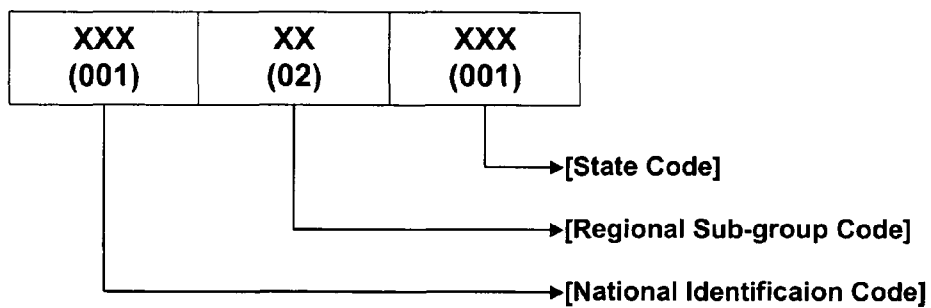 XXX XX XXX
(001) (02) (001)
[State Code]
[Regional Sub-group Code]
[National Identificaion Code]